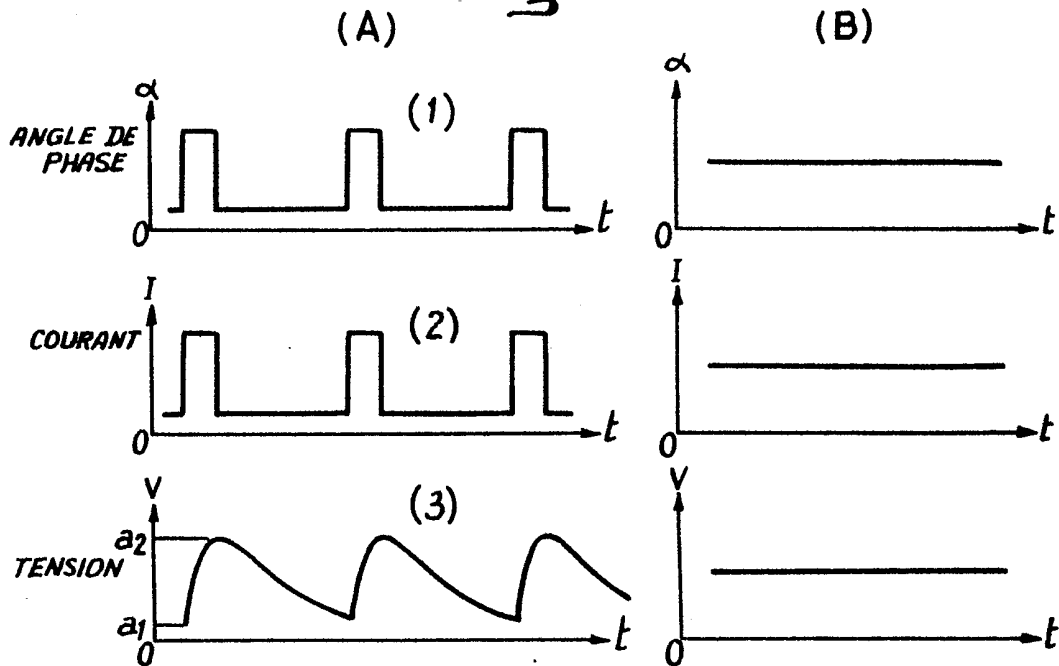 (A)
(B)
α
(1)
ANGLE DE
PHASE
t
0
α
t
0
I
(2)
COURANT
t
0
I
t
0
V
(3)
a2
TENSION
a1
t
0
V
t
0